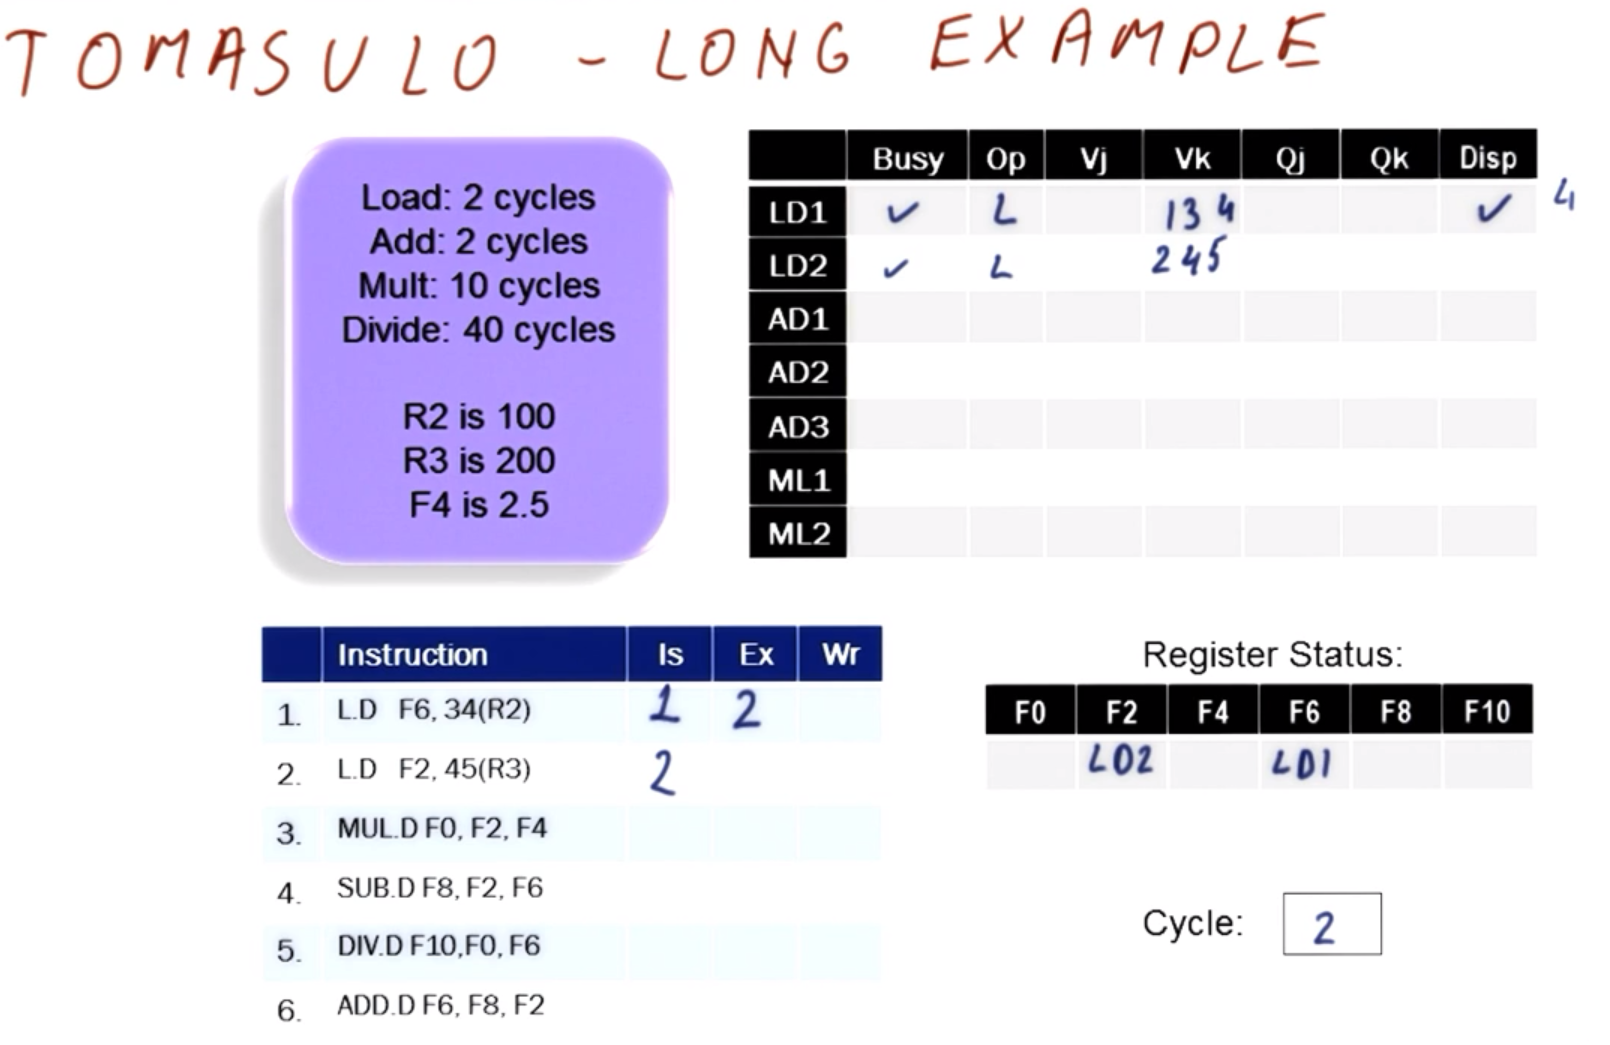 TOMASULO - LONG EXAMPLE
Load: 2 cycles
Add: 2 cycles
Mult: 10 cycles
Divide: 40 cycles
R2 is 100
R3 is 200
F4 is 2.5
Busy Op Vj Vk Qj Qk Disp
LD1 ✓ L 134 ✓ 4
LD2 ✓ L 245
AD1
AD2
AD3
ML1
ML2
Instruction Is Ex Wr
1. L.D F6, 34(R2) 1 2
2. L.D F2, 45(R3) 2
3. MUL.D F0, F2, F4
4. SUB.D F8, F2, F6
5. DIV.D F10,F0, F6
6. ADD.D F6, F8, F2
Register Status:
F0 F2 F4 F6 F8 F10
LD2 LD1
Cycle: 2